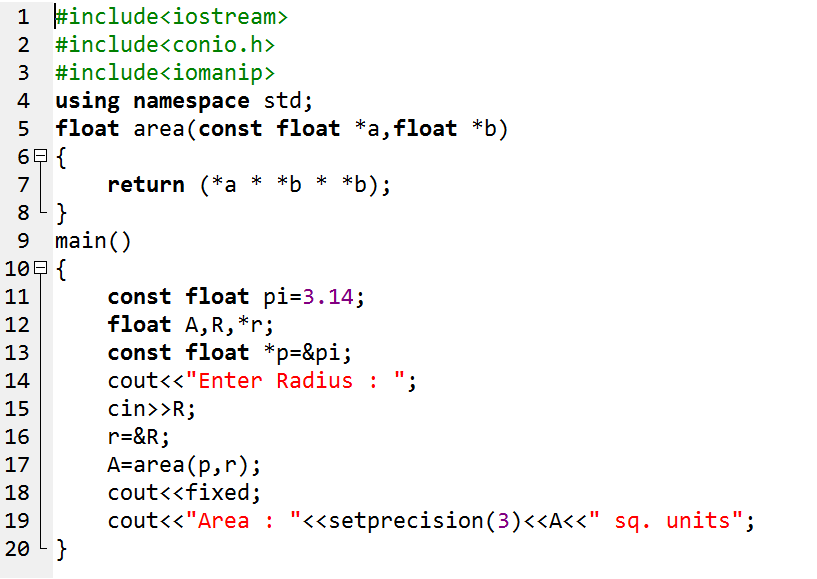 1 #include<iostream>
2 #include<conio.h>
3 #include<iomanip>
4 using namespace std;
5 float area(const float *a,float *b)
6 {
7     return (*a * *b * *b);
8 }
9 main()
10 {
11     const float pi=3.14;
12     float A,R,*r;
13     const float *p=&pi;
14     cout<<"Enter Radius : ";
15     cin>>R;
16     r=&R;
17     A=area(p,r);
18     cout<<fixed;
19     cout<<"Area : "<<setprecision(3)<<A<<" sq. units";
20 }